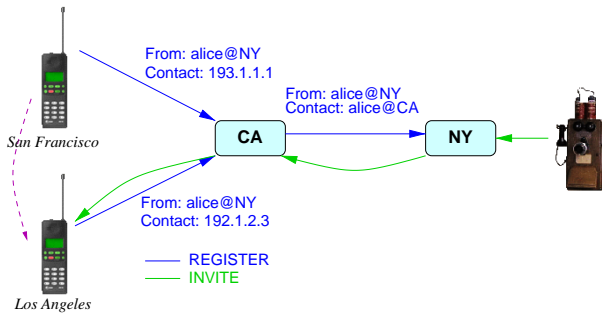 From: alice@NY
Contact: 193.1.1.1
From: alice@NY
Contact: alice@CA
San Francisco
CA
NY
From: alice@NY
Contact: 192.1.2.3
REGISTER
INVITE
Los Angeles